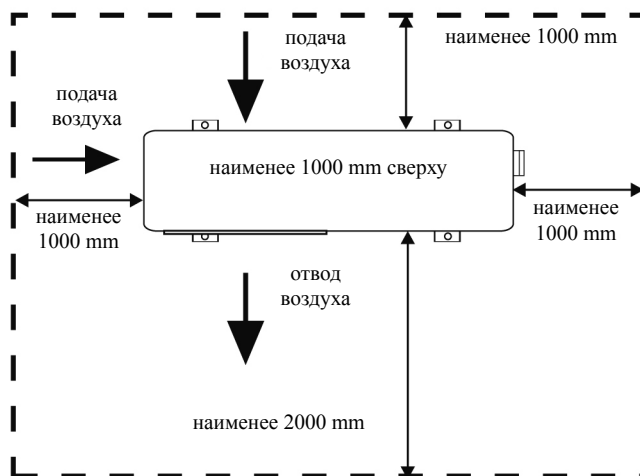 подача
воздуха
наименее 1000 mm
подача
воздуха
наименее 1000 mm сверху
наименее
1000 mm
наименее
1000 mm
отвод
воздуха
наименее 2000 mm